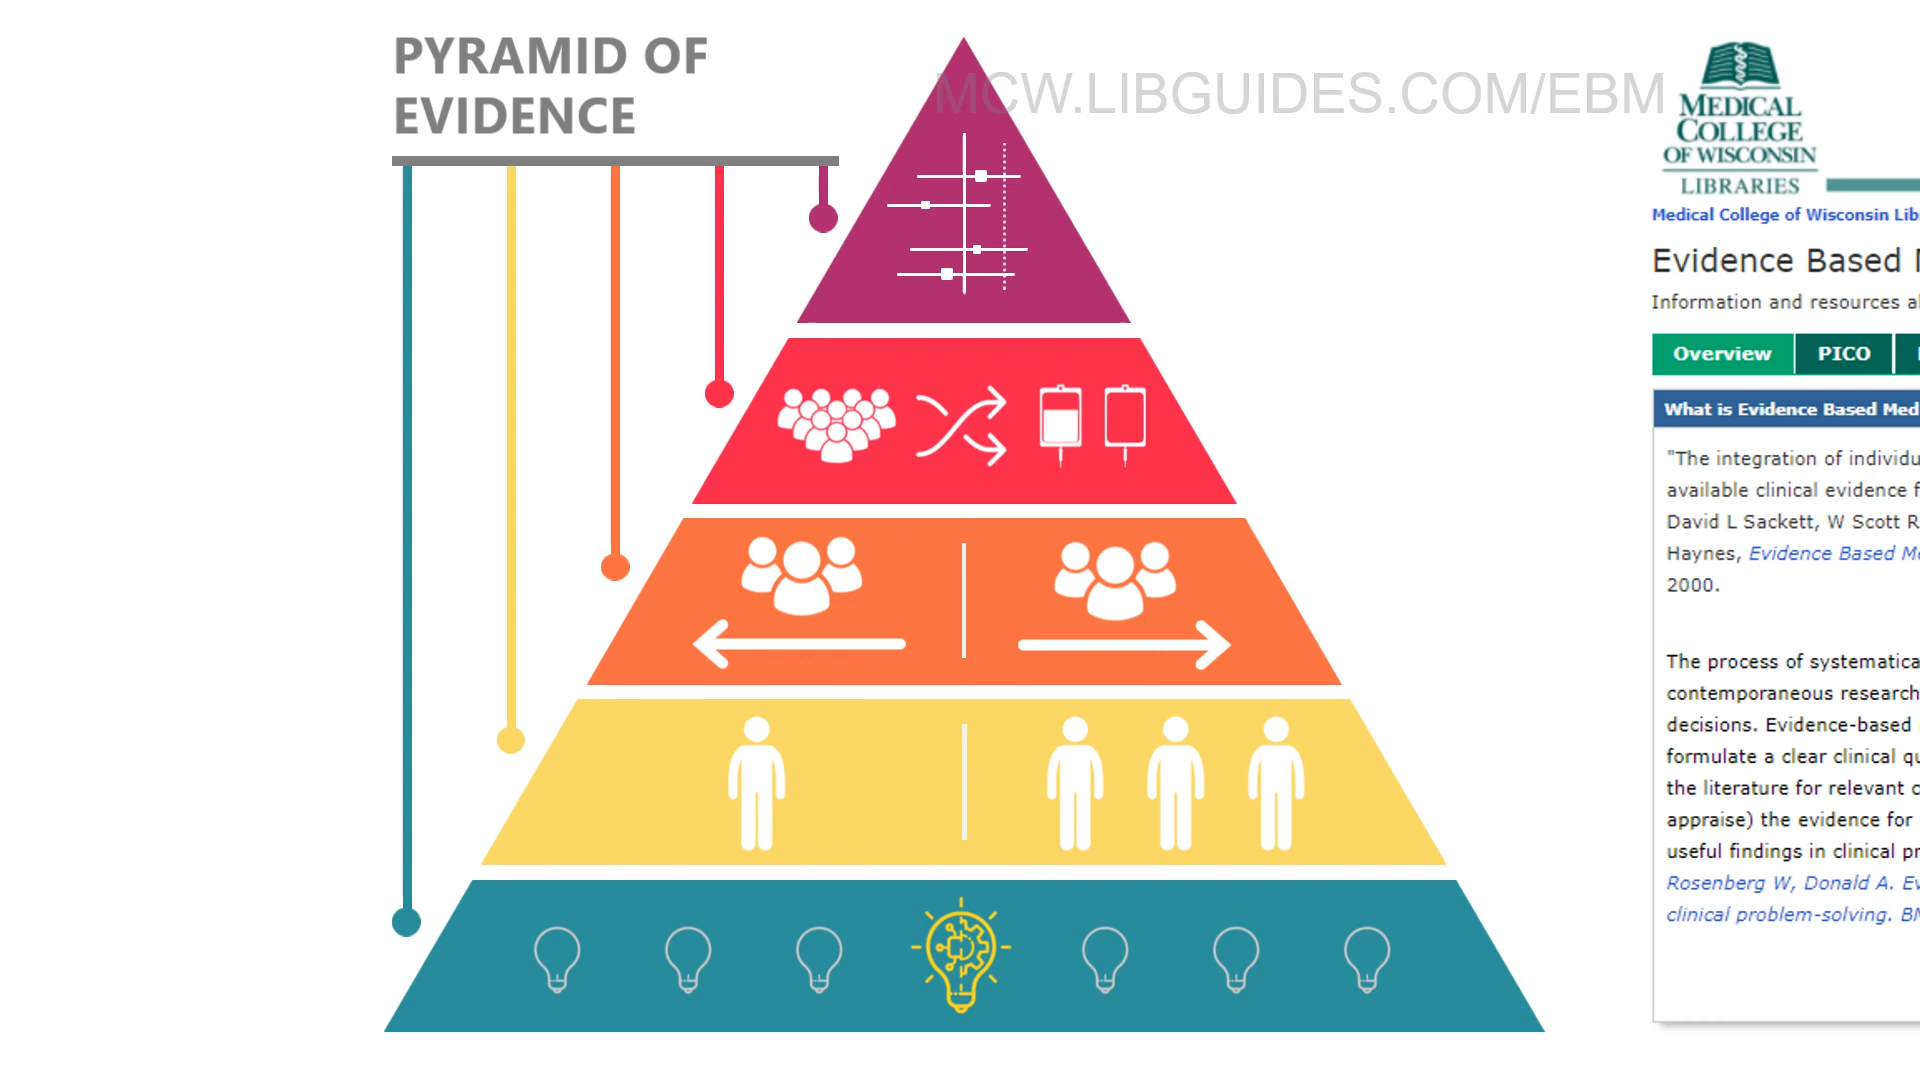 PYRAMID OF
EVIDENCE
MCW.LIBGUIDES.COM/EBM
MEDICAL
COLLEGE
OF WISCONSIN
LIBRARIES
Medical College of Wisconsin Lib
Evidence Based
Information and resources a
Overview PICO
What is Evidence Based Med
"The integration of individu
available clinical evidence f
David L Sackett, W Scott R
Haynes, Evidence Based Me
2000.
The process of systematica
contemporaneous research
decisions. Evidence-based
formulate a clear clinical qu
the literature for relevant c
appraise) the evidence for
useful findings in clinical pr
Rosenberg W, Donald A. Ev
clinical problem-solving. BM